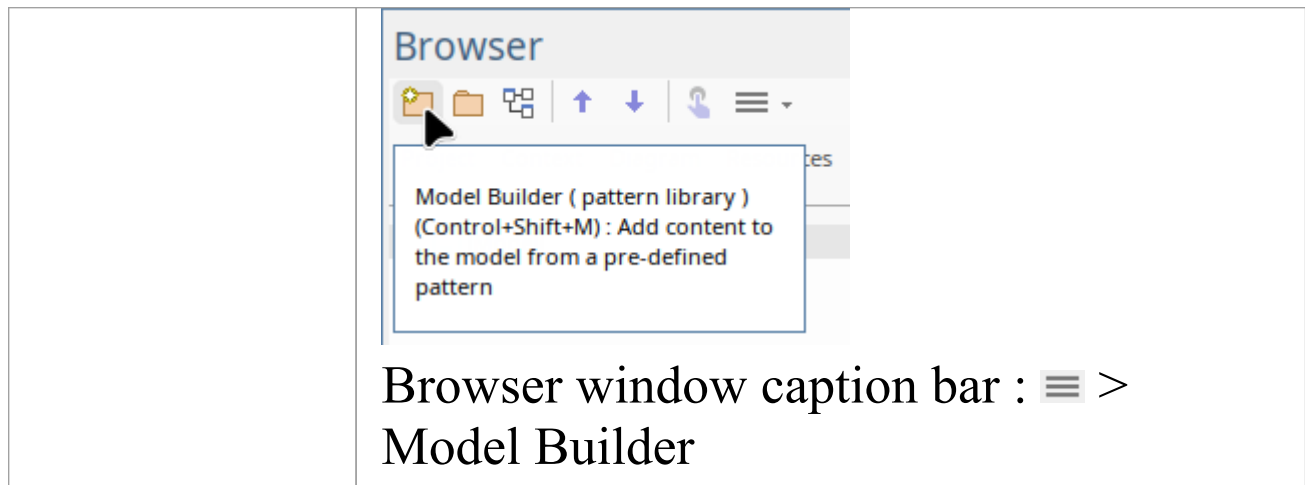 Browser
ces
Model Builder ( pattern library )
(Control+Shift+M) : Add content to
the model from a pre-defined
pattern
Browser window caption bar : ≡ >
Model Builder